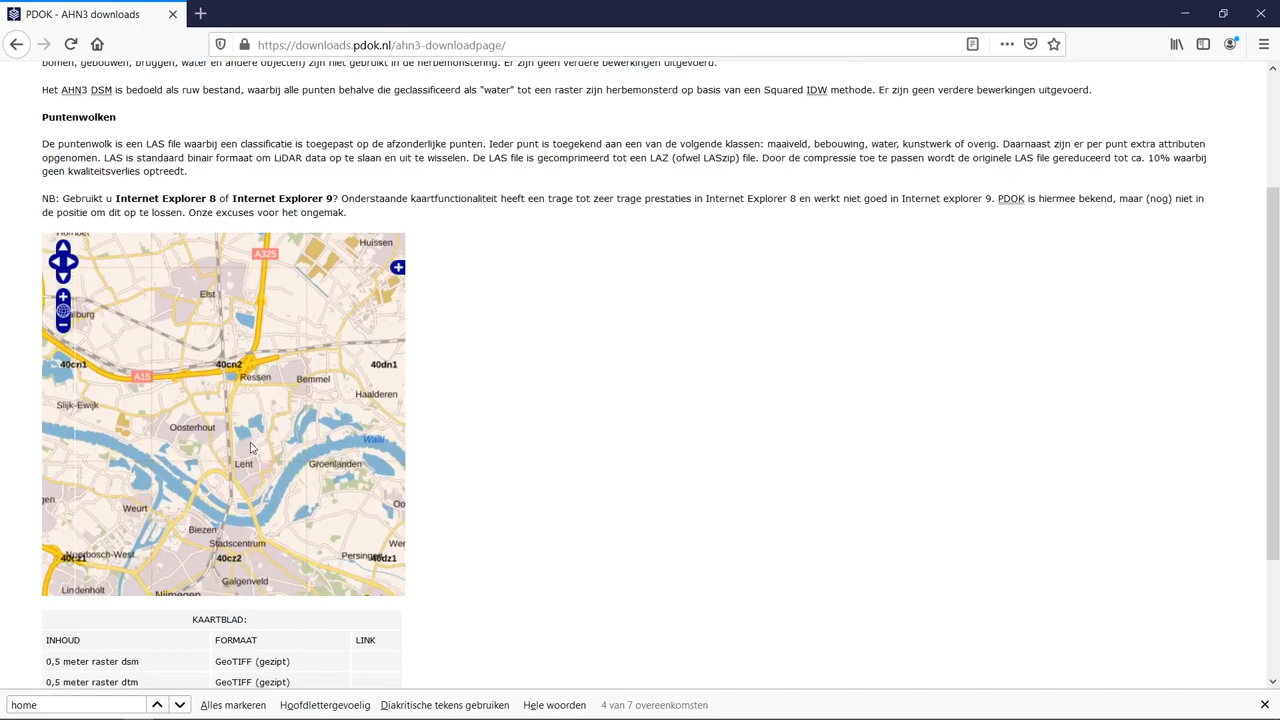 PDOK - AHN3 downloads
https://downloads.pdok.nl/ahn3-downloadpage/
bomen, gebouwen, bruggen, water en andere objecten) zijn niet gebruikt in de herbemonstering. Er zijn geen verdere bewerkingen uitgevoerd.
Het AHN3 DSM is bedoeld als ruw bestand, waarbij alle punten behalve die geclassificeerd als "water" tot een raster zijn herbemonsterd op basis van een Squared IDW methode. Er zijn geen verdere bewerkingen uitgevoerd.
Puntenwolken
De puntenwolk is een LAS file waarbij een classificatie is toegepast op de afzonderlijke punten. Ieder punt is toegekend aan een van de volgende klassen: maaiveld, bebouwing, water, kunstwerk of overig. Daarnaast zijn er per punt extra attributen
opgenomen. LAS is standaard binair formaat om LiDAR data op te slaan en uit te wisselen. De LAS file is gecomprimeerd tot een LAZ (ofwel LASzip) file. Door de compressie toe te passen wordt de originele LAS file gereduceerd tot ca. 10% waarbij
geen kwaliteitsverlies optreedt.
NB: Gebruikt u Internet Explorer 8 of Internet Explorer 9? Onderstaande kaartfunctionaliteit heeft een trage tot zeer trage prestaties in Internet Explorer 8 en werkt niet goed in Internet explorer 9. PDOK is hiermee bekend, maar (nog) niet in
de positie om dit op te lossen. Onze excuses voor het ongemak.
Huissen
A325
Elst
alburg
40cn1
40cn2
40dn1
A15
Ressen
Bemmel
Haalderen
Slijk-Ewijk
Oosterhout
Waal
Lent
Groenlanden
Weurt
Biezen
Stadscentrum
40cz1
40cz2
Persingen
40dz1
Galgenveld
Lindenholt
Nijmegen
KAARTBLAD:
INHOUD FORMAAT LINK
0,5 meter raster dsm GeoTIFF (gezipt)
0,5 meter raster dtm GeoTIFF (gezipt)
home Alles markeren Hoofdlettergevoelig Diakritische tekens gebruiken Hele woorden 4 van 7 overeenkomsten